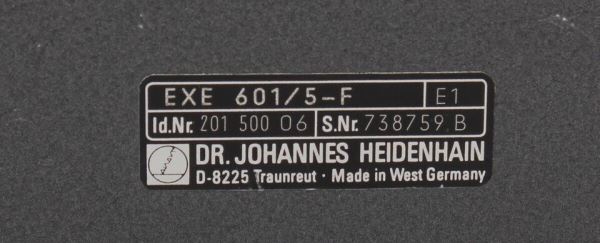 EXE 601/5-F E1
Id.Nr. 201 500 06 S.Nr. 738759 B
DR. JOHANNES HEIDENHAIN
D-8225 Traunreut · Made in West Germany